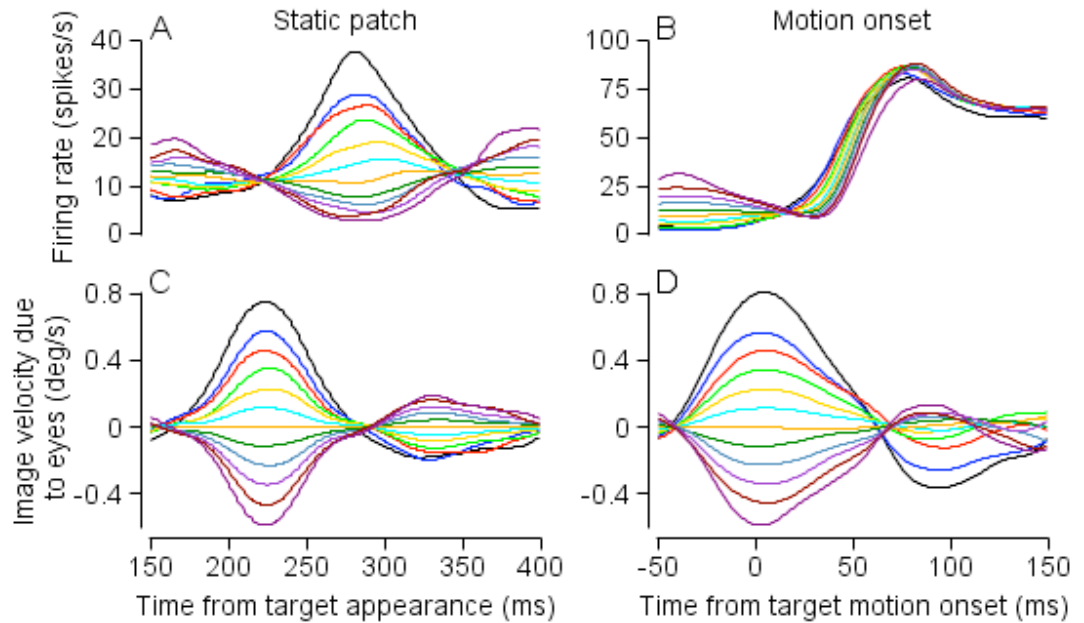 A
Static patch
B
Motion onset
Firing rate (spikes/s)
40
30
20
10
0
100
75
50
25
0
C
D
Image velocity due
to eyes (deg/s)
0.8
0.4
0
-0.4
0.8
0.4
0
-0.4
150 200 250 300 350 400
-50 0 50 100 150
Time from target appearance (ms)
Time from target motion onset (ms)